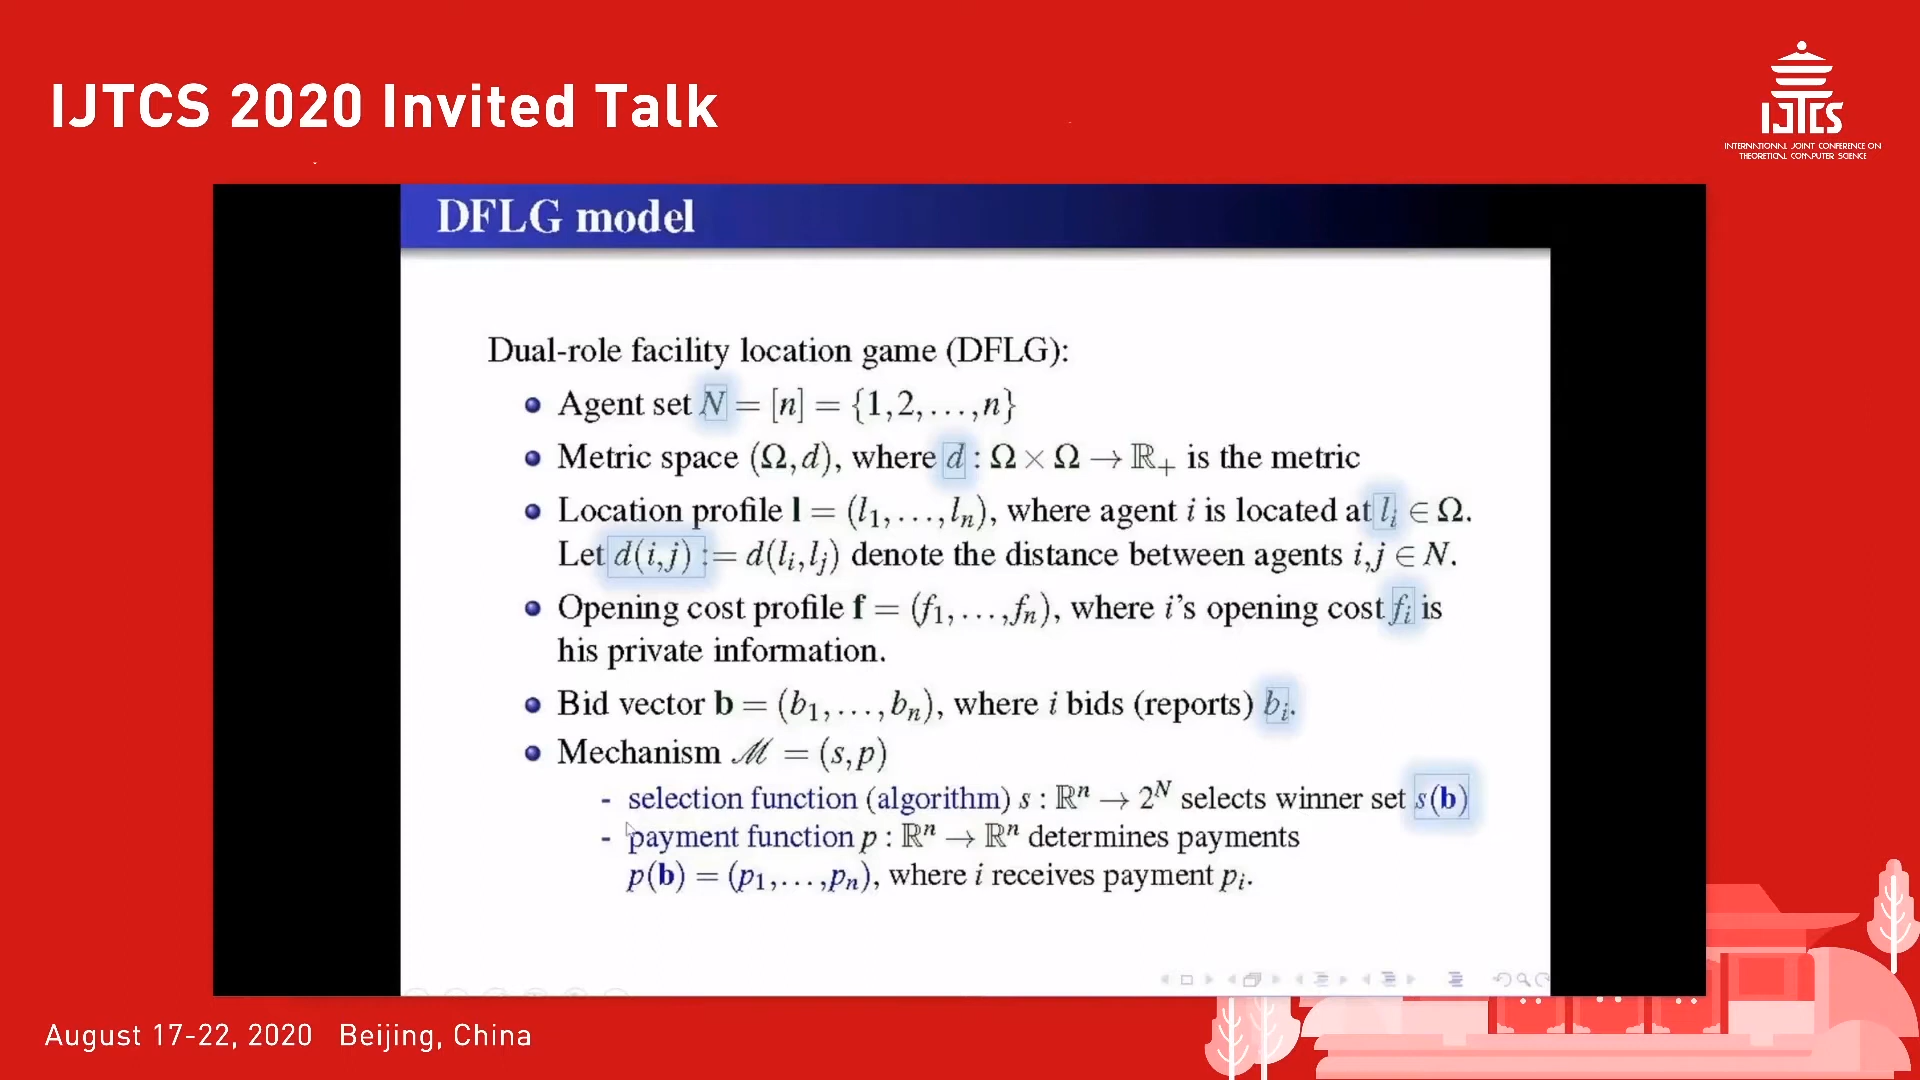 IJTCS 2020 Invited Talk
IJTCS
INTERNATIONAL JOINT CONFERENCE ON
THEORETICAL COMPUTER SCIENCE
DFLG model
Dual-role facility location game (DFLG):
Agent set N = [n] = {1,2,…,n}
Metric space (Ω,d), where d : Ω × Ω → ℝ₊ is the metric
Location profile l = (l₁,…,lₙ), where agent i is located at lᵢ ∈ Ω.
Let d(i,j) := d(lᵢ,lⱼ) denote the distance between agents i,j ∈ N.
Opening cost profile f = (f₁,…,fₙ), where i's opening cost fᵢ is
his private information.
Bid vector b = (b₁,…,bₙ), where i bids (reports) bᵢ.
Mechanism ℳ = (s,p)
- selection function (algorithm) s : ℝⁿ → 2ᴺ selects winner set s(b)
- payment function p : ℝⁿ → ℝⁿ determines payments
p(b) = (p₁,…,pₙ), where i receives payment pᵢ.
August 17-22, 2020 Beijing, China